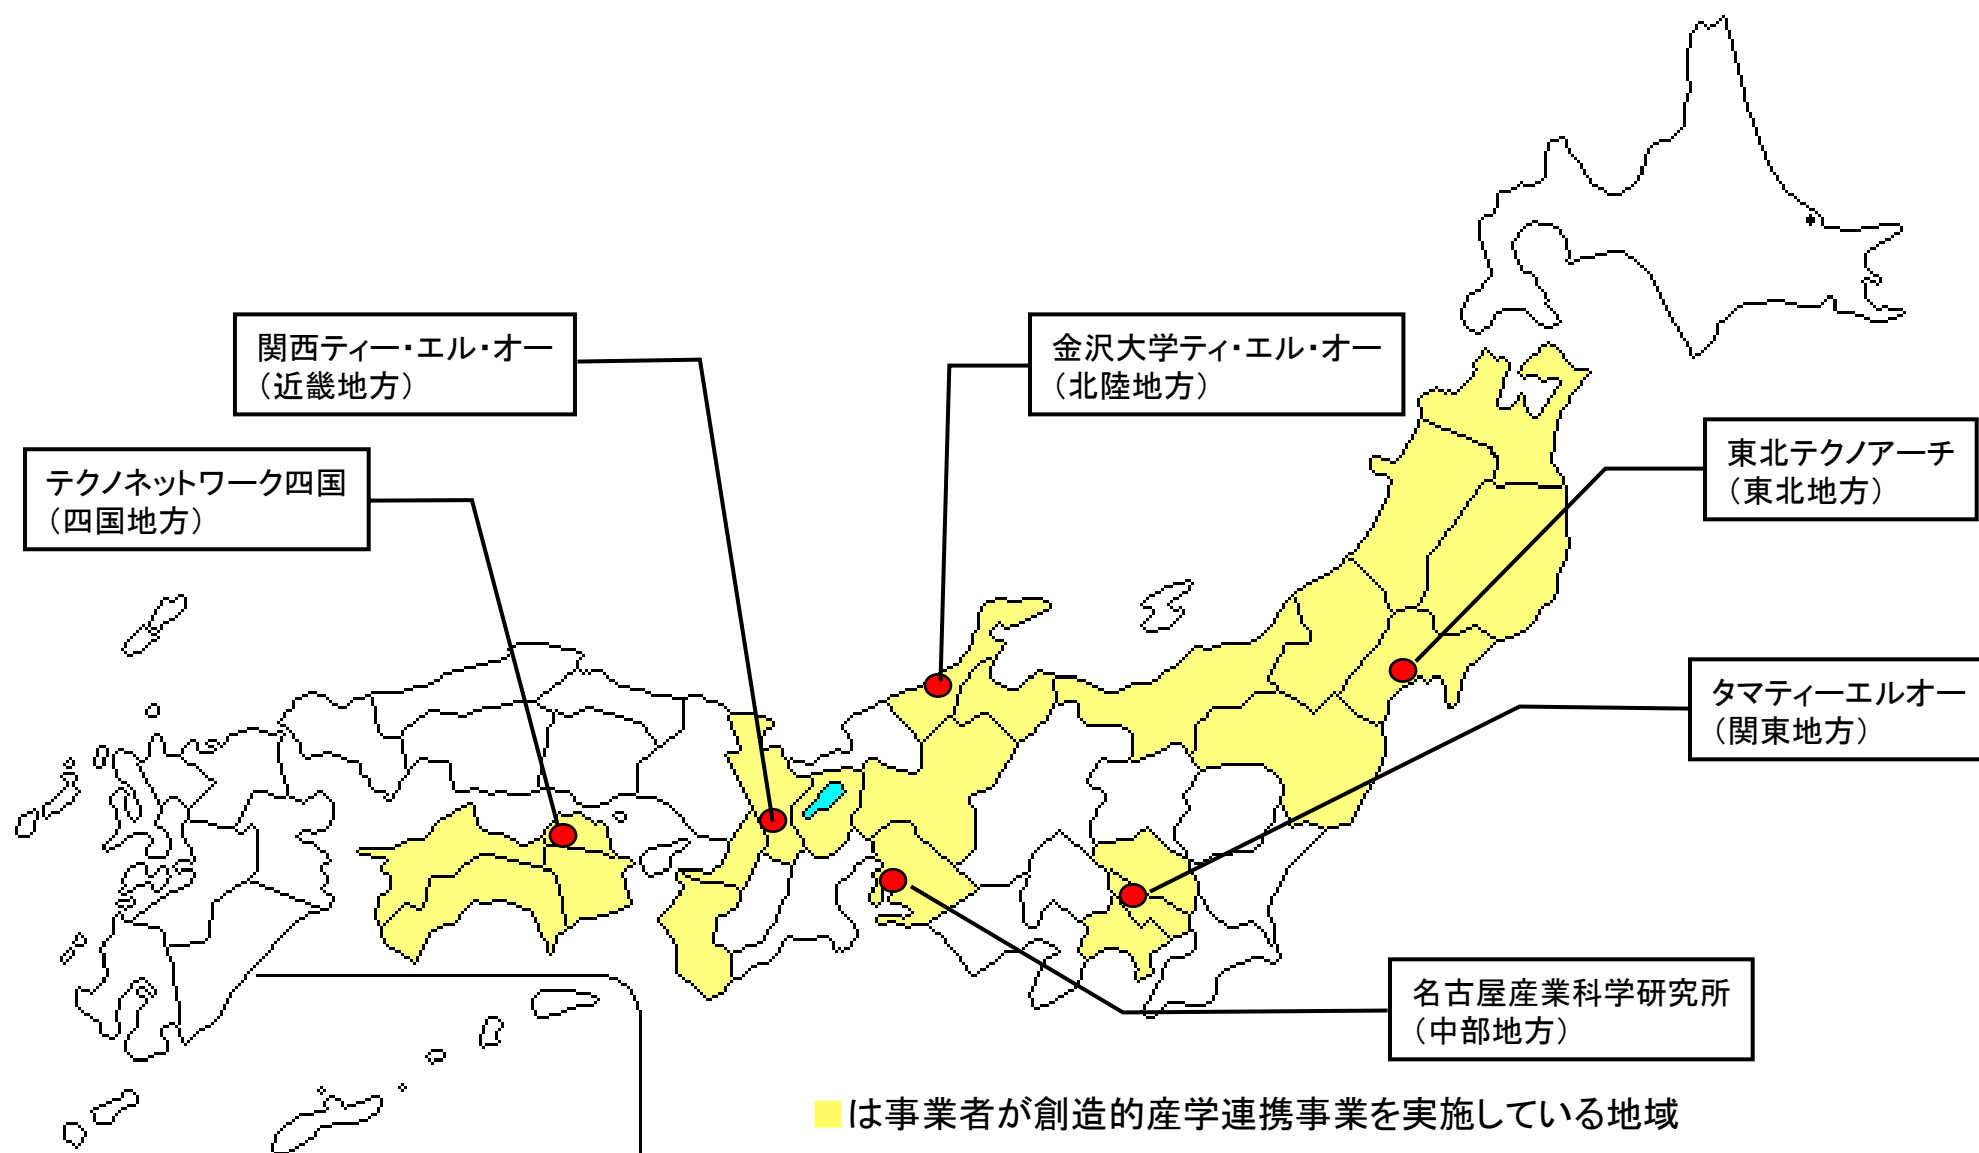 関西ティー・エル・オー
（近畿地方）
金沢大学ティ・エル・オー
（北陸地方）
東北テクノアーチ
（東北地方）
テクノネットワーク四国
（四国地方）
タマティーエルオー
（関東地方）
名古屋産業科学研究所
（中部地方）
は事業者が創造的産学連携事業を実施している地域